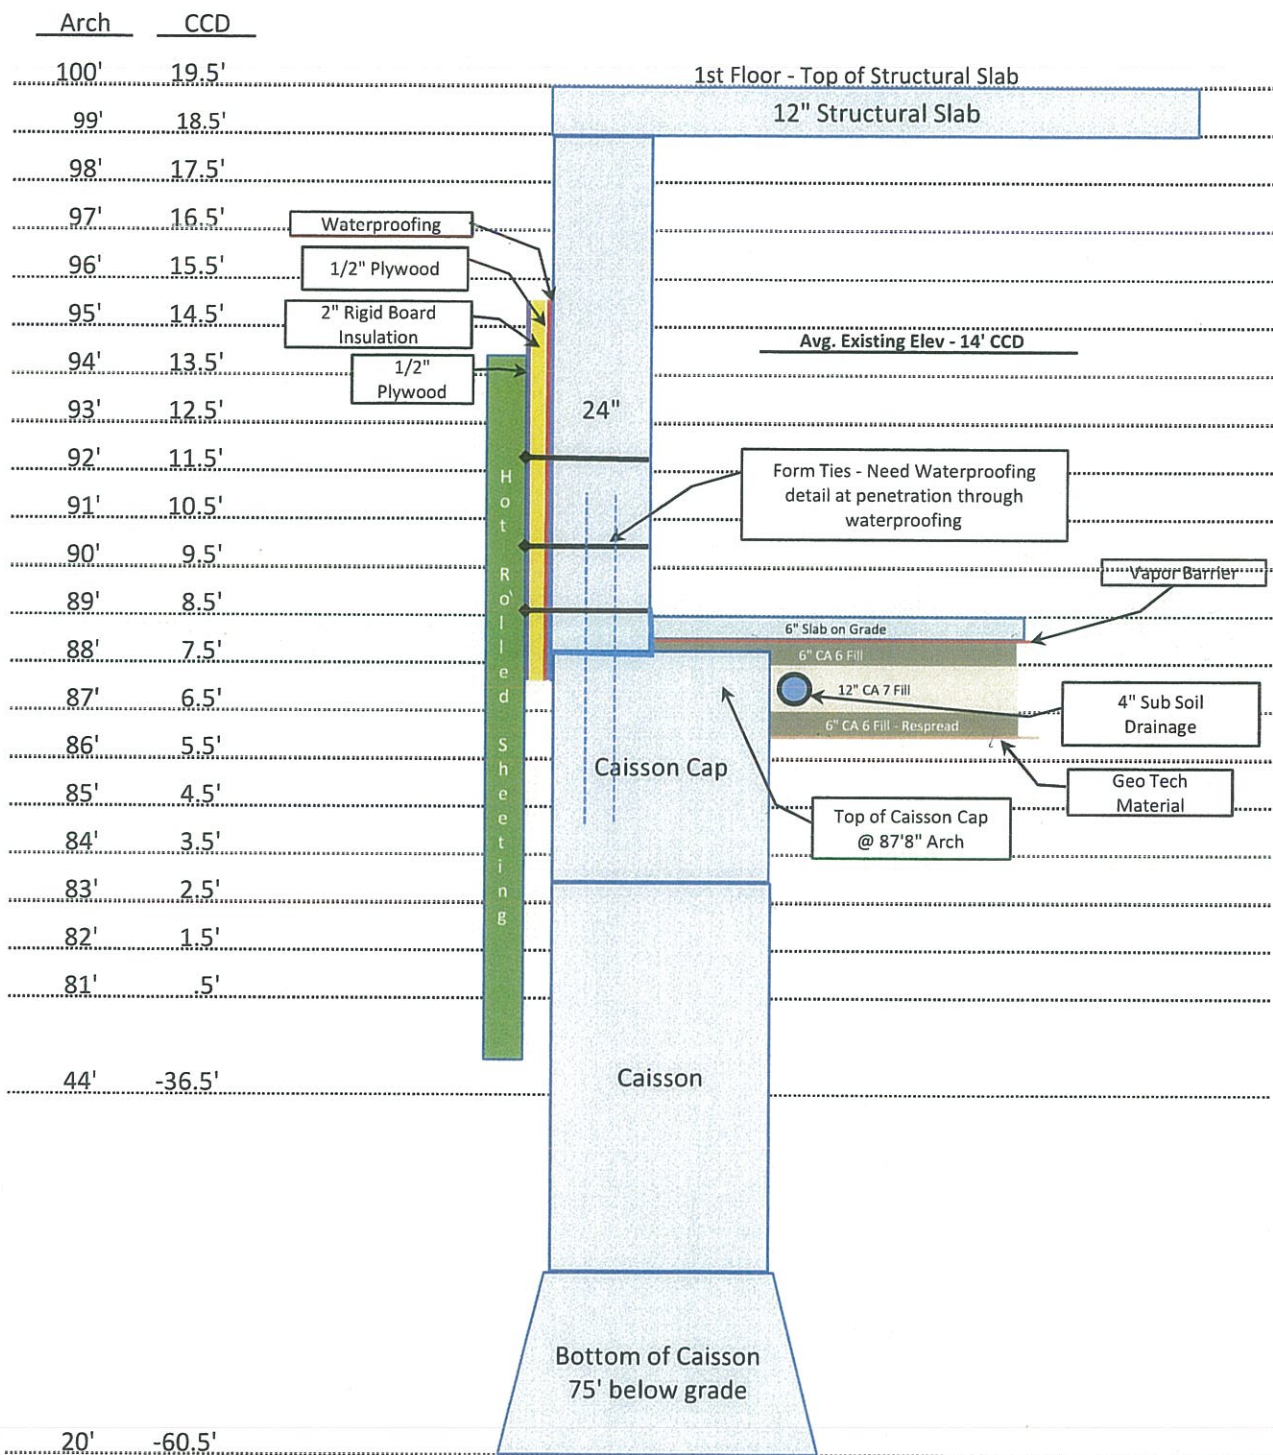 Arch CCD
100' 19.5'
1st Floor - Top of Structural Slab
99' 18.5'
12" Structural Slab
98' 17.5'
97' 16.5'
Waterproofing
96' 15.5'
1/2" Plywood
95' 14.5'
2" Rigid Board
Insulation
Avg. Existing Elev - 14' CCD
94' 13.5'
1/2"
Plywood
93' 12.5'
24"
92' 11.5'
Form Ties - Need Waterproofing
detail at penetration through
waterproofing
91' 10.5'
90' 9.5'
Vapor Barrier
89' 8.5'
6" Slab on Grade
88' 7.5'
6" CA 6 Fill
87' 6.5'
12" CA 7 Fill
4" Sub Soil
Drainage
6" CA 6 Fill - Respread
86' 5.5'
Caisson Cap
Geo Tech
Material
85' 4.5'
Top of Caisson Cap
@ 87'8" Arch
84' 3.5'
83' 2.5'
82' 1.5'
81' .5'
Hot Rolled Sheeting
44' -36.5'
Caisson
Bottom of Caisson
75' below grade
20' -60.5'